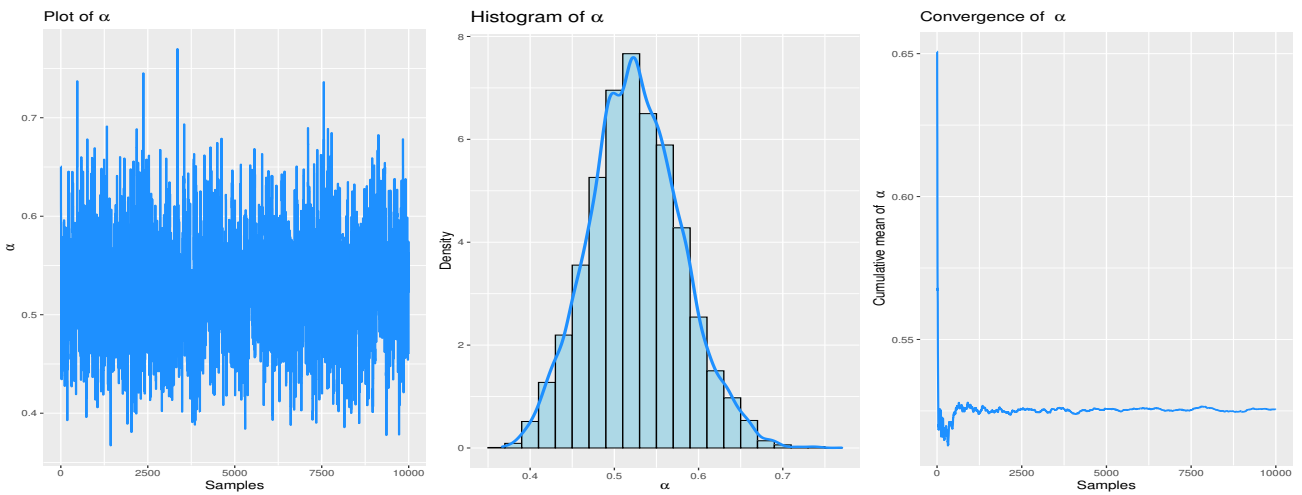 Plot of α
0.7
0.6
0.5
0.4
α
0
2500
5000
7500
10000
Samples
Histogram of α
8
6
4
2
0
Density
0.4
0.5
0.6
0.7
α
Convergence of α
0.65
0.60
0.55
Cumulative mean of α
0
2500
5000
7500
10000
Samples